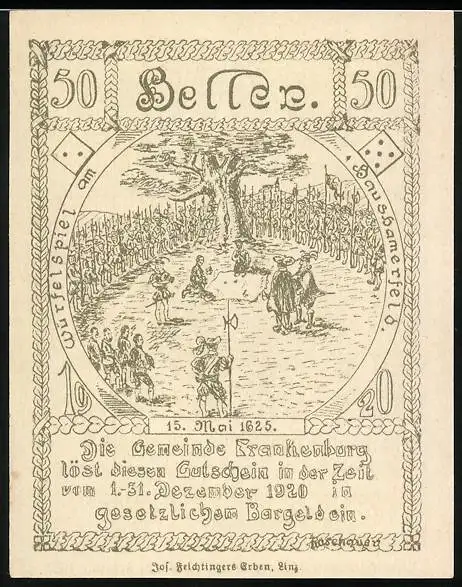 50 Heller. 50
Würfelspiel am Haushamerfeld.
19 20
15. Mai 1625.
Die Gemeinde Frankenburg
löst diesen Gutschein in der Zeit
vom 1.-31. Dezember 1920 in
gesetzlichem Bargeld ein.
Jos. Feichtingers Erben, Linz.